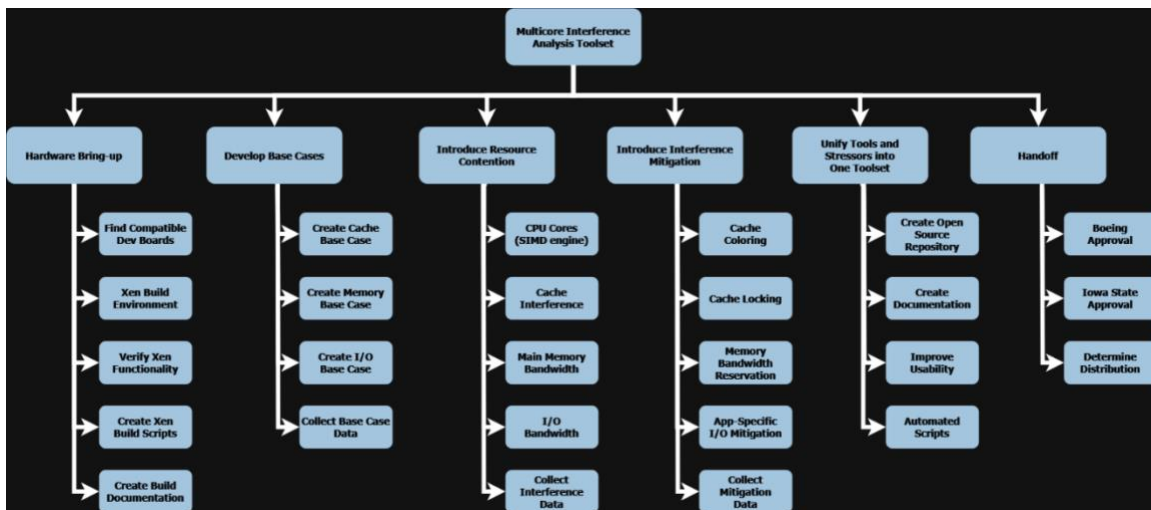 Multicore Interference
Analysis Toolset
Hardware Bring-up
Develop Base Cases
Introduce Resource
Contention
Introduce Interference
Mitigation
Unify Tools and
Stressors into
One Toolset
Handoff
Find Compatible
Dev Boards
Xen Build
Environment
Verify Xen
Functionality
Create Xen
Build Scripts
Create Build
Documentation
Create Cache
Base Case
Create Memory
Base Case
Create I/O
Base Case
Collect Base Case
Data
CPU Cores
(SIMD engine)
Cache
Interference
Main Memory
Bandwidth
I/O
Bandwidth
Collect
Interference
Data
Cache
Coloring
Cache Locking
Memory
Bandwidth
Reservation
App-Specific
I/O Mitigation
Collect
Mitigation
Data
Create Open
Source
Repository
Create
Documentation
Improve
Usability
Automated
Scripts
Boeing
Approval
Iowa State
Approval
Determine
Distribution